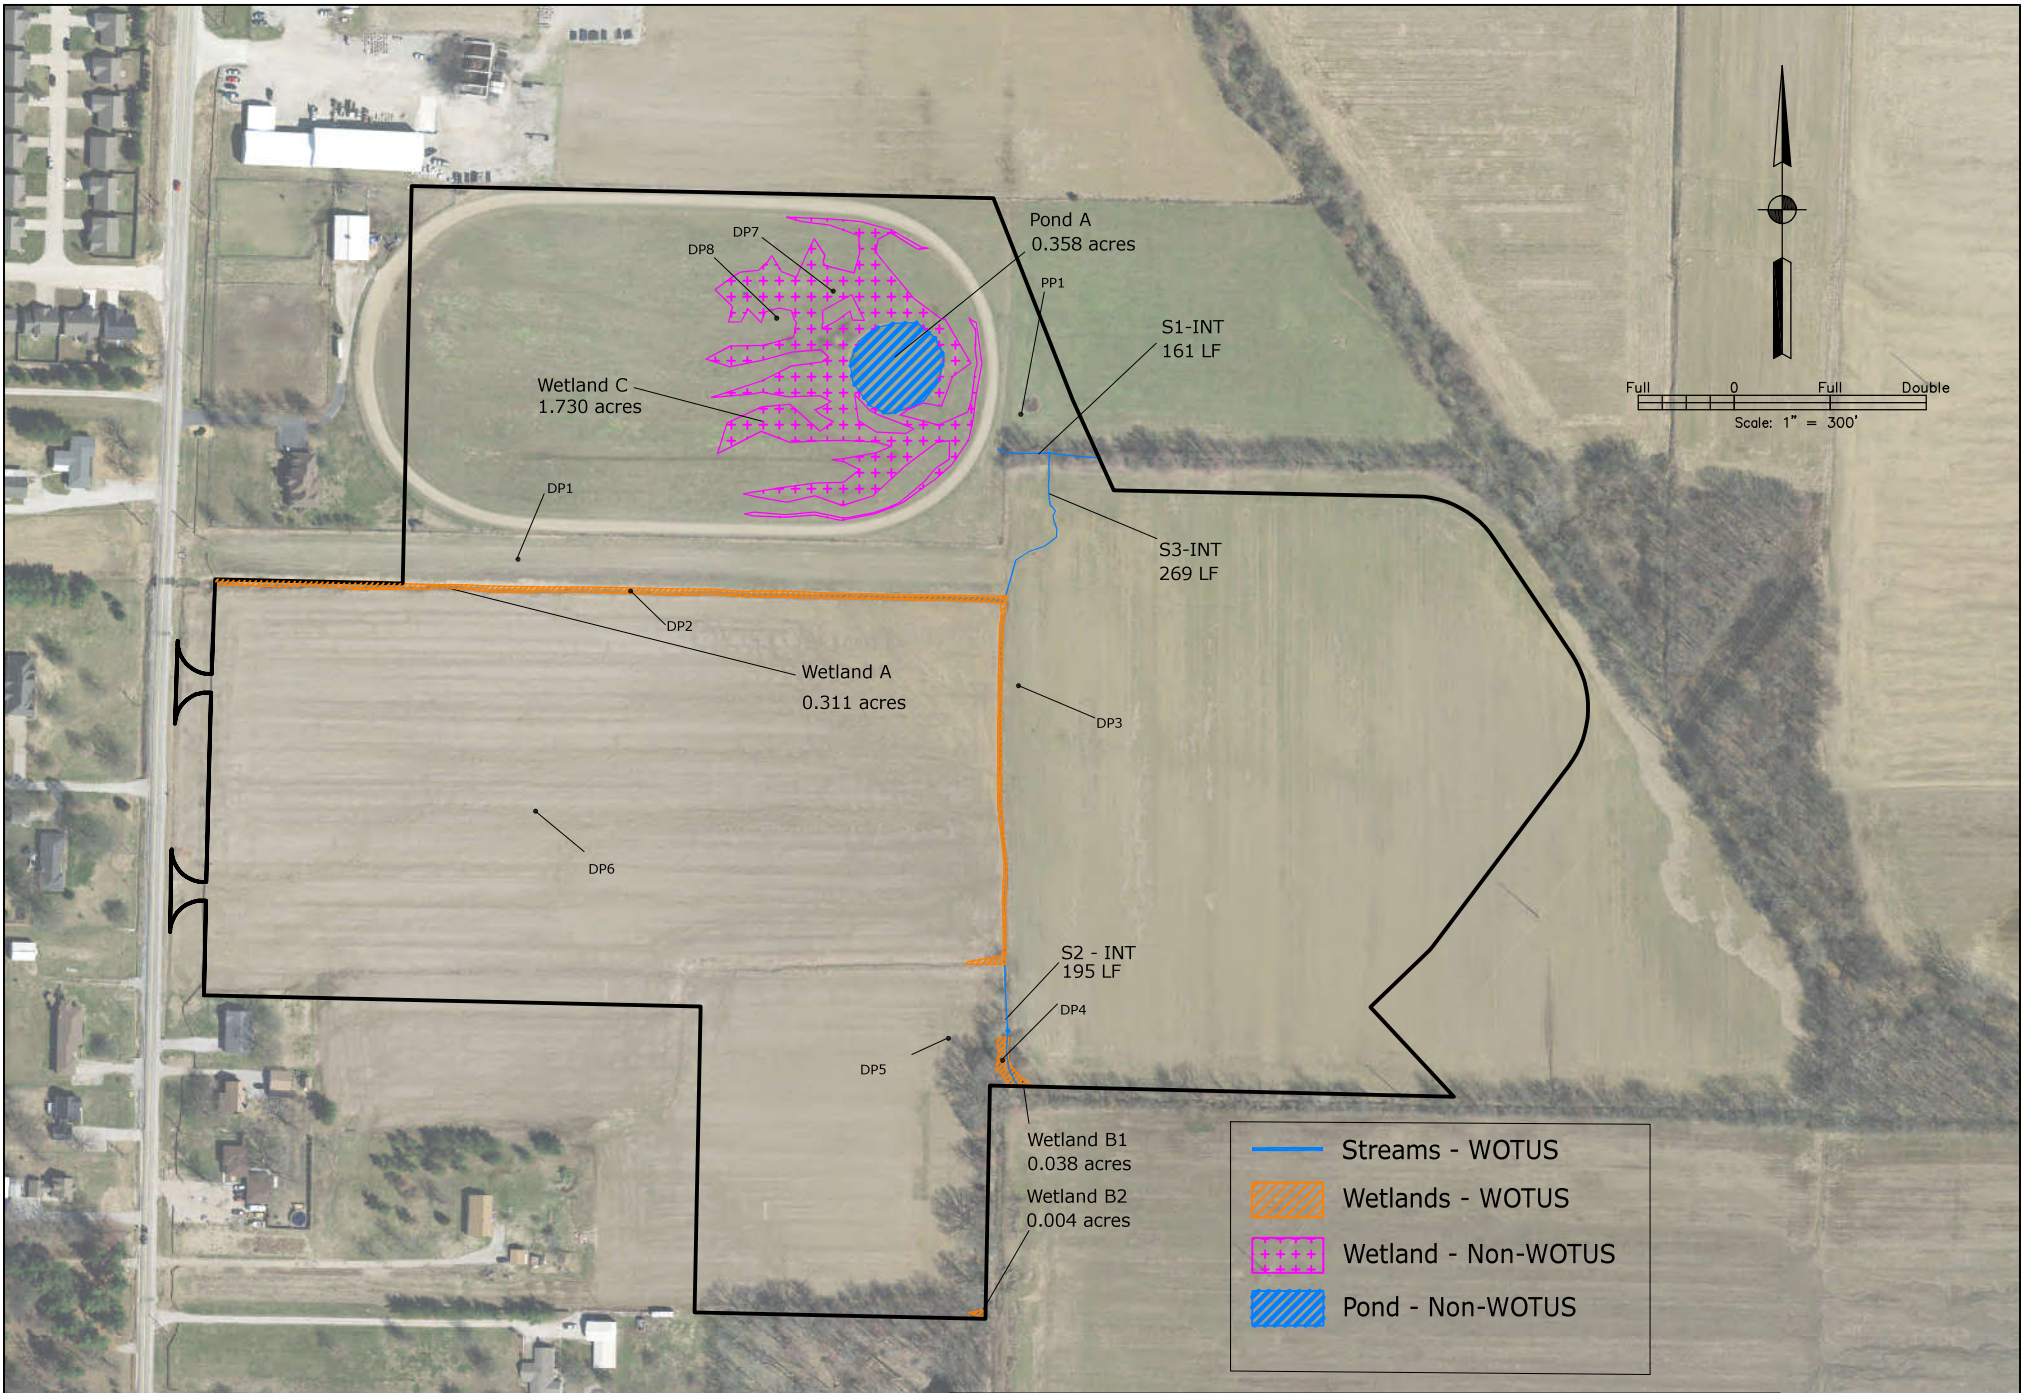 Pond A
0.358 acres
DP7
DP8
PP1
S1-INT
161 LF
Full 0 Full Double
Scale: 1" = 300'
Wetland C
1.730 acres
DP1
S3-INT
269 LF
DP2
Wetland A
0.311 acres
DP3
DP6
S2 - INT
195 LF
DP4
DP5
Wetland B1
0.038 acres
Wetland B2
0.004 acres
Streams - WOTUS
Wetlands - WOTUS
Wetland - Non-WOTUS
Pond - Non-WOTUS